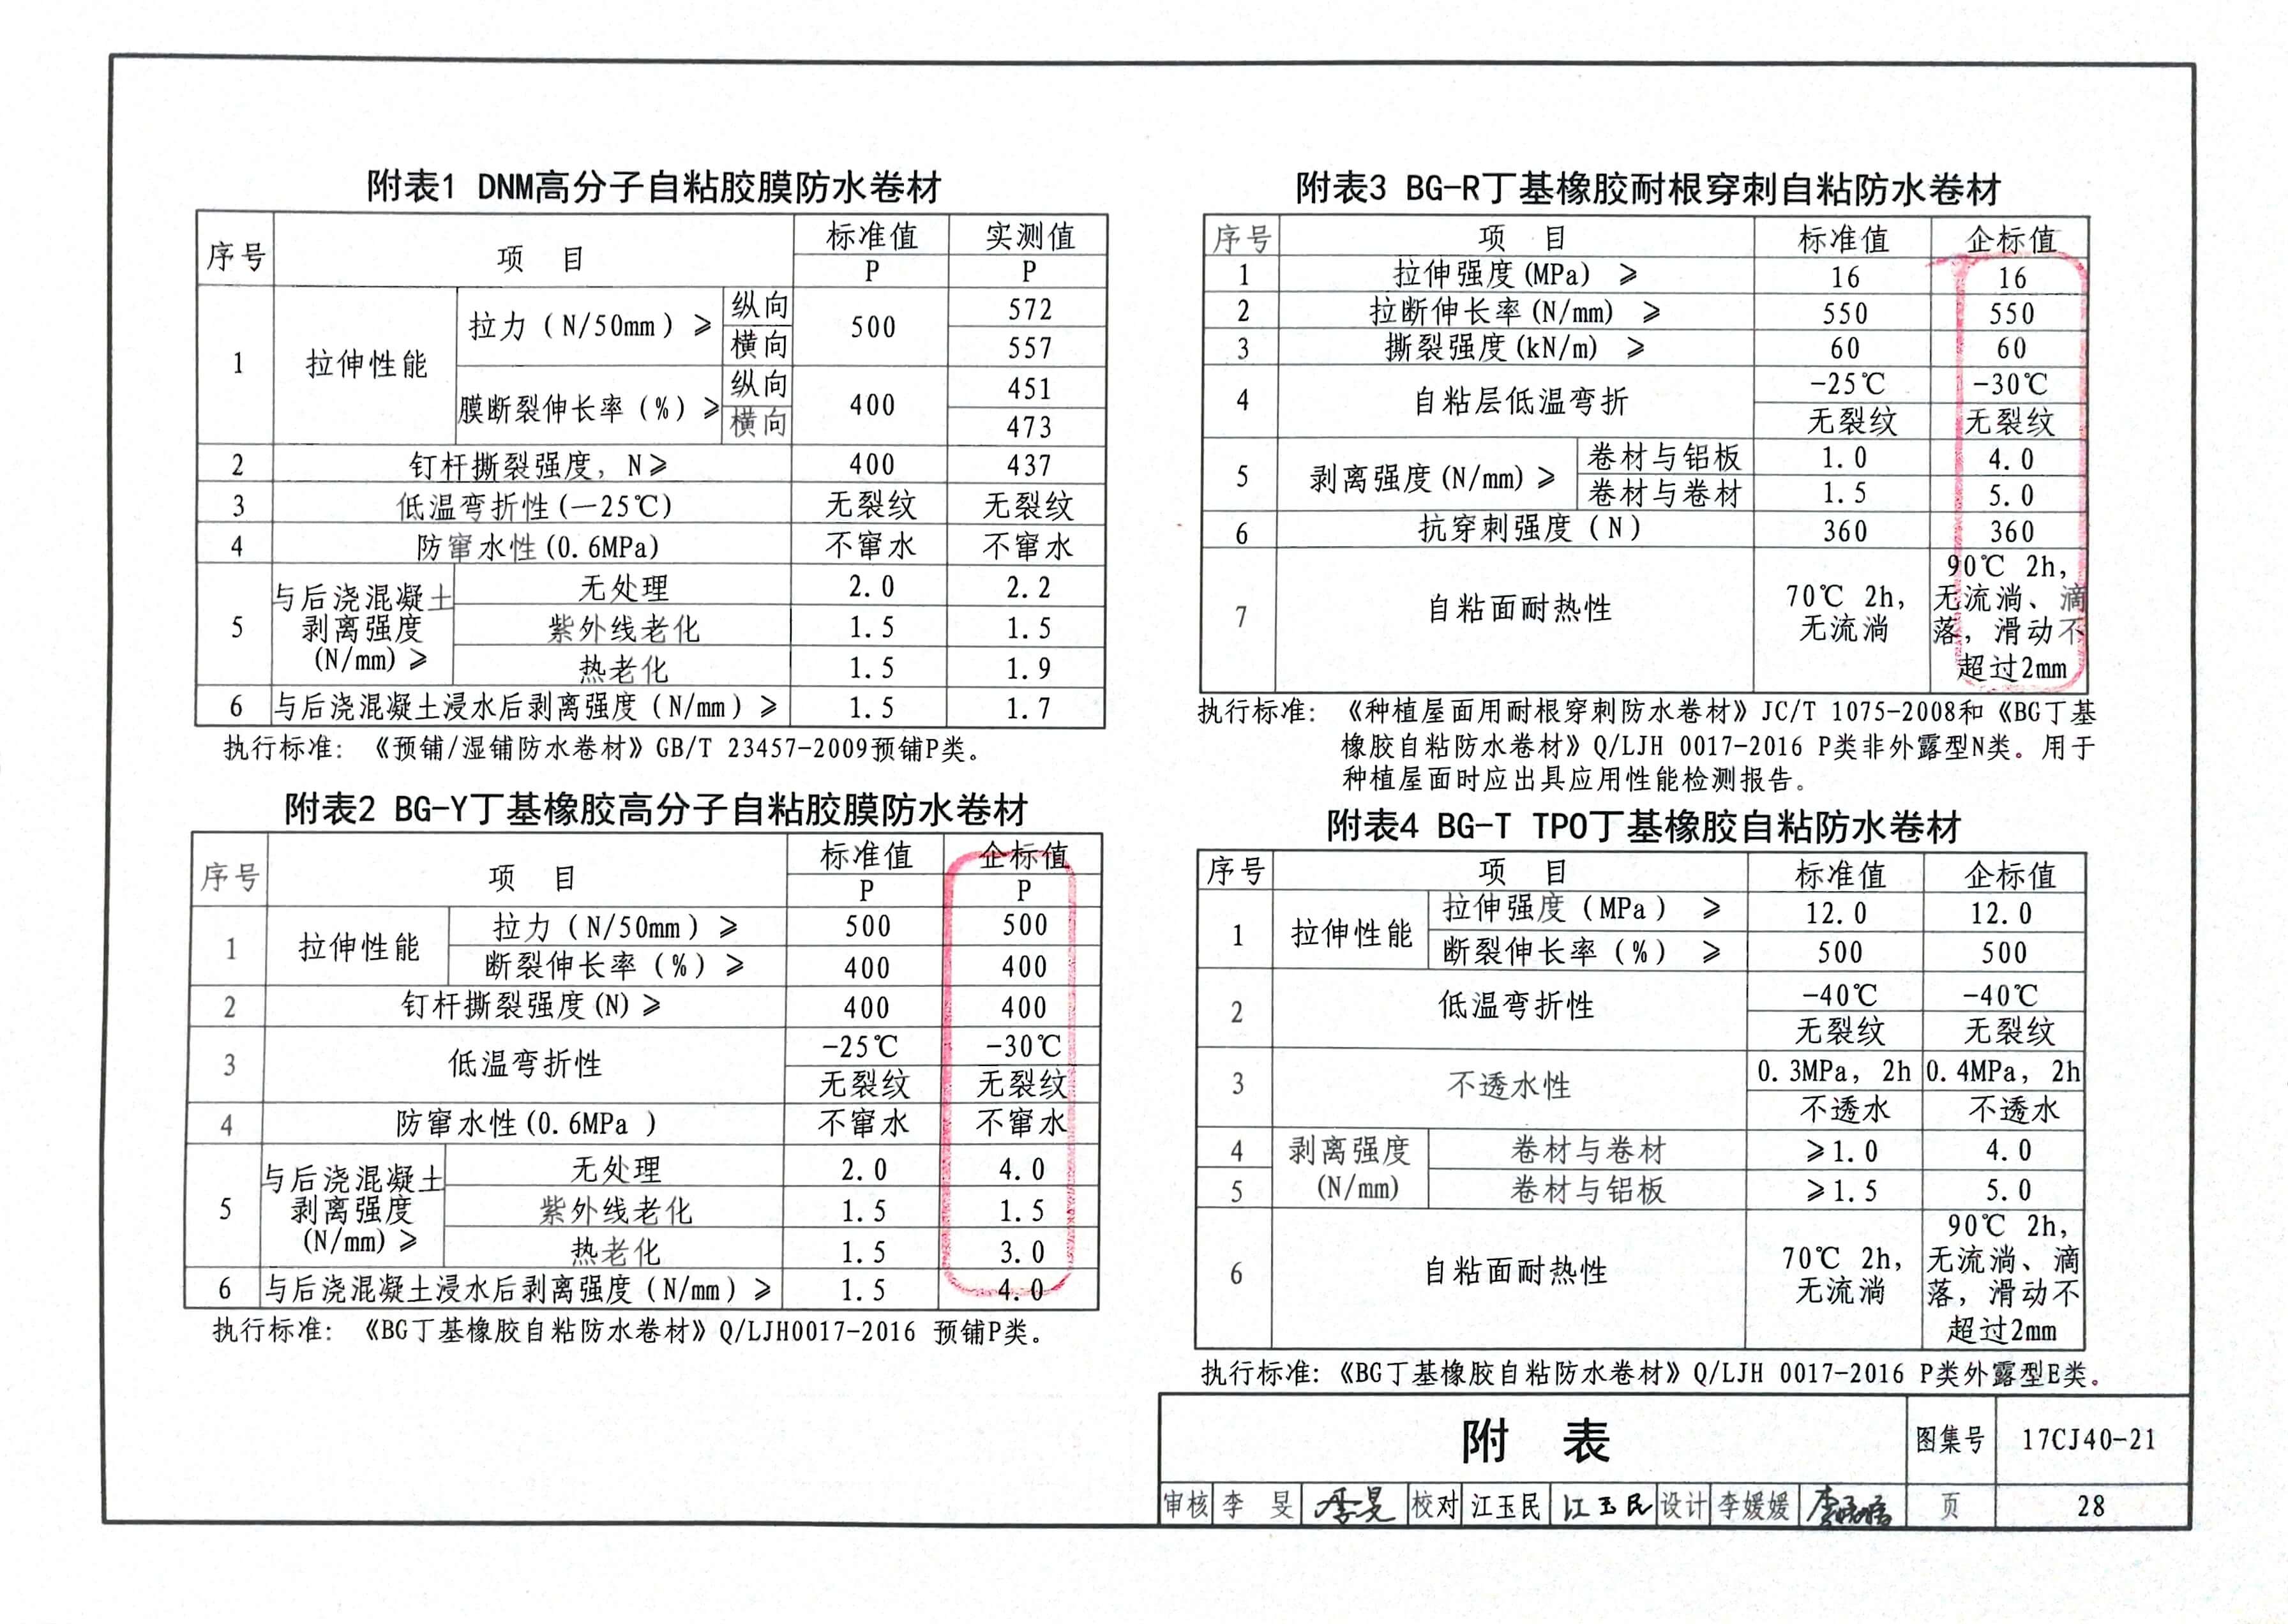 附表1 DNM高分子自粘胶膜防水卷材
序号 项 目 标准值 实测值
P P
1 拉伸性能 拉力（N/50mm）≥ 纵向 500 572
横向 557
膜断裂伸长率（%）≥ 纵向 400 451
横向 473
2 钉杆撕裂强度，N≥ 400 437
3 低温弯折性(—25℃) 无裂纹 无裂纹
4 防窜水性(0.6MPa) 不窜水 不窜水
5 与后浇混凝土剥离强度(N/mm)≥ 无处理 2.0 2.2
紫外线老化 1.5 1.5
热老化 1.5 1.9
6 与后浇混凝土浸水后剥离强度（N/mm）≥ 1.5 1.7
执行标准：《预铺/湿铺防水卷材》GB/T 23457-2009预铺P类。
附表2 BG-Y丁基橡胶高分子自粘胶膜防水卷材
序号 项 目 标准值 企标值
P P
1 拉伸性能 拉力（N/50mm）≥ 500 500
断裂伸长率（%）≥ 400 400
2 钉杆撕裂强度(N)≥ 400 400
3 低温弯折性 -25℃ -30℃
无裂纹 无裂纹
4 防窜水性(0.6MPa ) 不窜水 不窜水
5 与后浇混凝土剥离强度(N/mm)≥ 无处理 2.0 4.0
紫外线老化 1.5 1.5
热老化 1.5 3.0
6 与后浇混凝土浸水后剥离强度（N/mm）≥ 1.5 4.0
执行标准：《BG丁基橡胶自粘防水卷材》Q/LJH0017-2016 预铺P类。
附表3 BG-R丁基橡胶耐根穿刺自粘防水卷材
序号 项 目 标准值 企标值
1 拉伸强度(MPa) ≥ 16 16
2 拉断伸长率(N/mm) ≥ 550 550
3 撕裂强度(kN/m) ≥ 60 60
4 自粘层低温弯折 -25℃ -30℃
无裂纹 无裂纹
5 剥离强度(N/mm)≥ 卷材与铝板 1.0 4.0
卷材与卷材 1.5 5.0
6 抗穿刺强度（N） 360 360
7 自粘面耐热性 70℃ 2h，无流淌 90℃ 2h，无流淌、滴落，滑动不超过2mm
执行标准：《种植屋面用耐根穿刺防水卷材》JC/T 1075-2008和《BG丁基
橡胶自粘防水卷材》Q/LJH 0017-2016 P类非外露型N类。用于
种植屋面时应出具应用性能检测报告。
附表4 BG-T TPO丁基橡胶自粘防水卷材
序号 项 目 标准值 企标值
1 拉伸性能 拉伸强度（MPa） ≥ 12.0 12.0
断裂伸长率（%） ≥ 500 500
2 低温弯折性 -40℃ -40℃
无裂纹 无裂纹
3 不透水性 0.3MPa，2h 0.4MPa，2h
不透水 不透水
4 剥离强度(N/mm) 卷材与卷材 ≥1.0 4.0
5 卷材与铝板 ≥1.5 5.0
6 自粘面耐热性 70℃ 2h，无流淌 90℃ 2h，无流淌、滴落，滑动不超过2mm
执行标准：《BG丁基橡胶自粘防水卷材》Q/LJH 0017-2016 P类外露型E类。
附 表 图集号 17CJ40-21
审核 李 旻 李旻 校对 江玉民 江玉民 设计 李媛媛 李媛媛 页 28